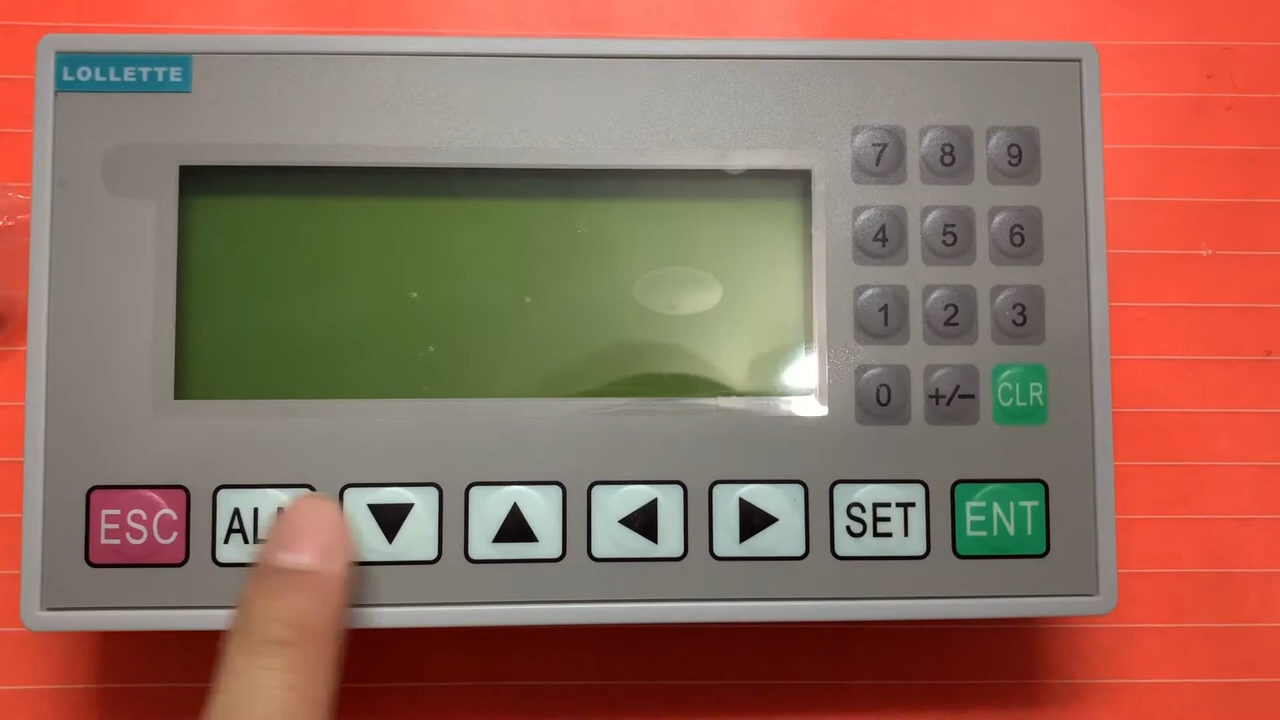 LOLLETTE
7 8 9
4 5 6
1 2 3
0 +/− CLR
ESC SET ENT